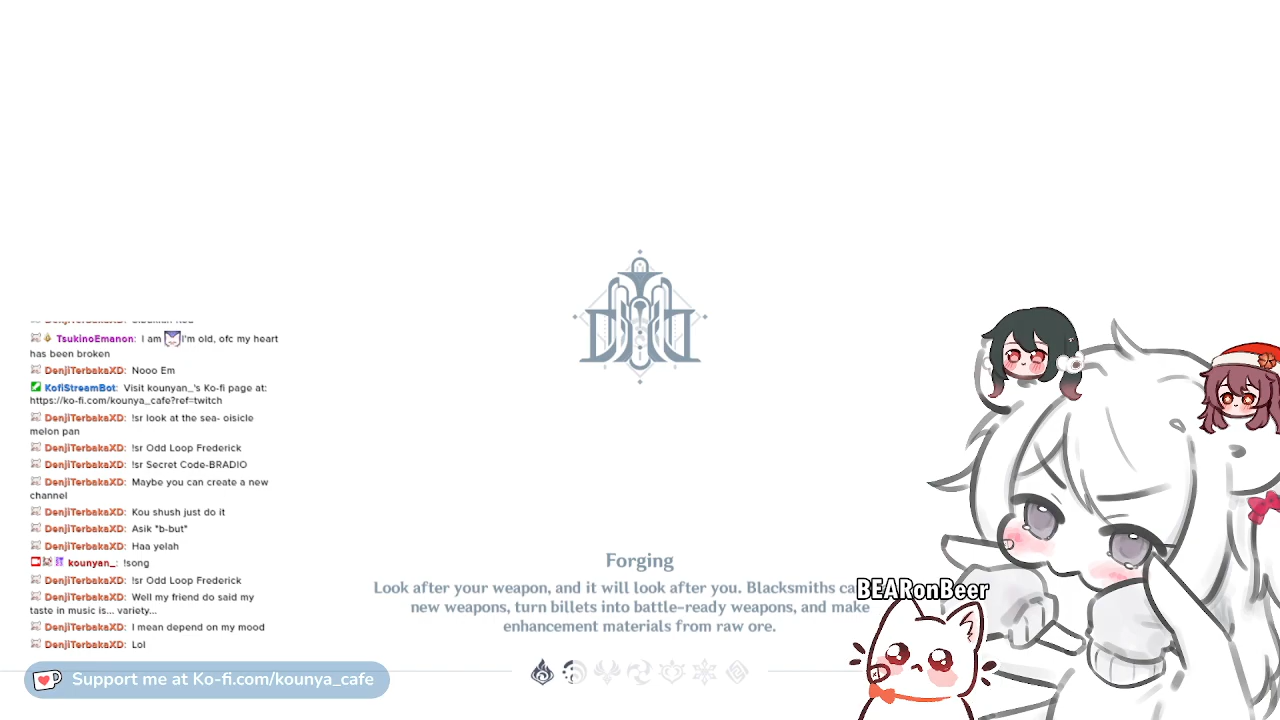 TsukinoEmanon: I am I'm old, ofc my heart
has been broken
DenjiTerbakaXD: Nooo Em
KofiStreamBot: Visit kounyan_'s Ko-fi page at:
https://ko-fi.com/kounya_cafe?ref=twitch
DenjiTerbakaXD: !sr look at the sea- oisicle
melon pan
DenjiTerbakaXD: !sr Odd Loop Frederick
DenjiTerbakaXD: !sr Secret Code-BRADIO
DenjiTerbakaXD: Maybe you can create a new
channel
DenjiTerbakaXD: Kou shush just do it
DenjiTerbakaXD: Asik "b-but"
DenjiTerbakaXD: Haa yelah
kounyan_: !song
DenjiTerbakaXD: !sr Odd Loop Frederick
DenjiTerbakaXD: Well my friend do said my
taste in music is... variety...
DenjiTerbakaXD: I mean depend on my mood
DenjiTerbakaXD: Lol
Support me at Ko-fi.com/kounya_cafe
Forging
Look after your weapon, and it will look after you. Blacksmiths
new weapons, turn billets into battle-ready weapons, and make
enhancement materials from raw ore.
BEARonBeer